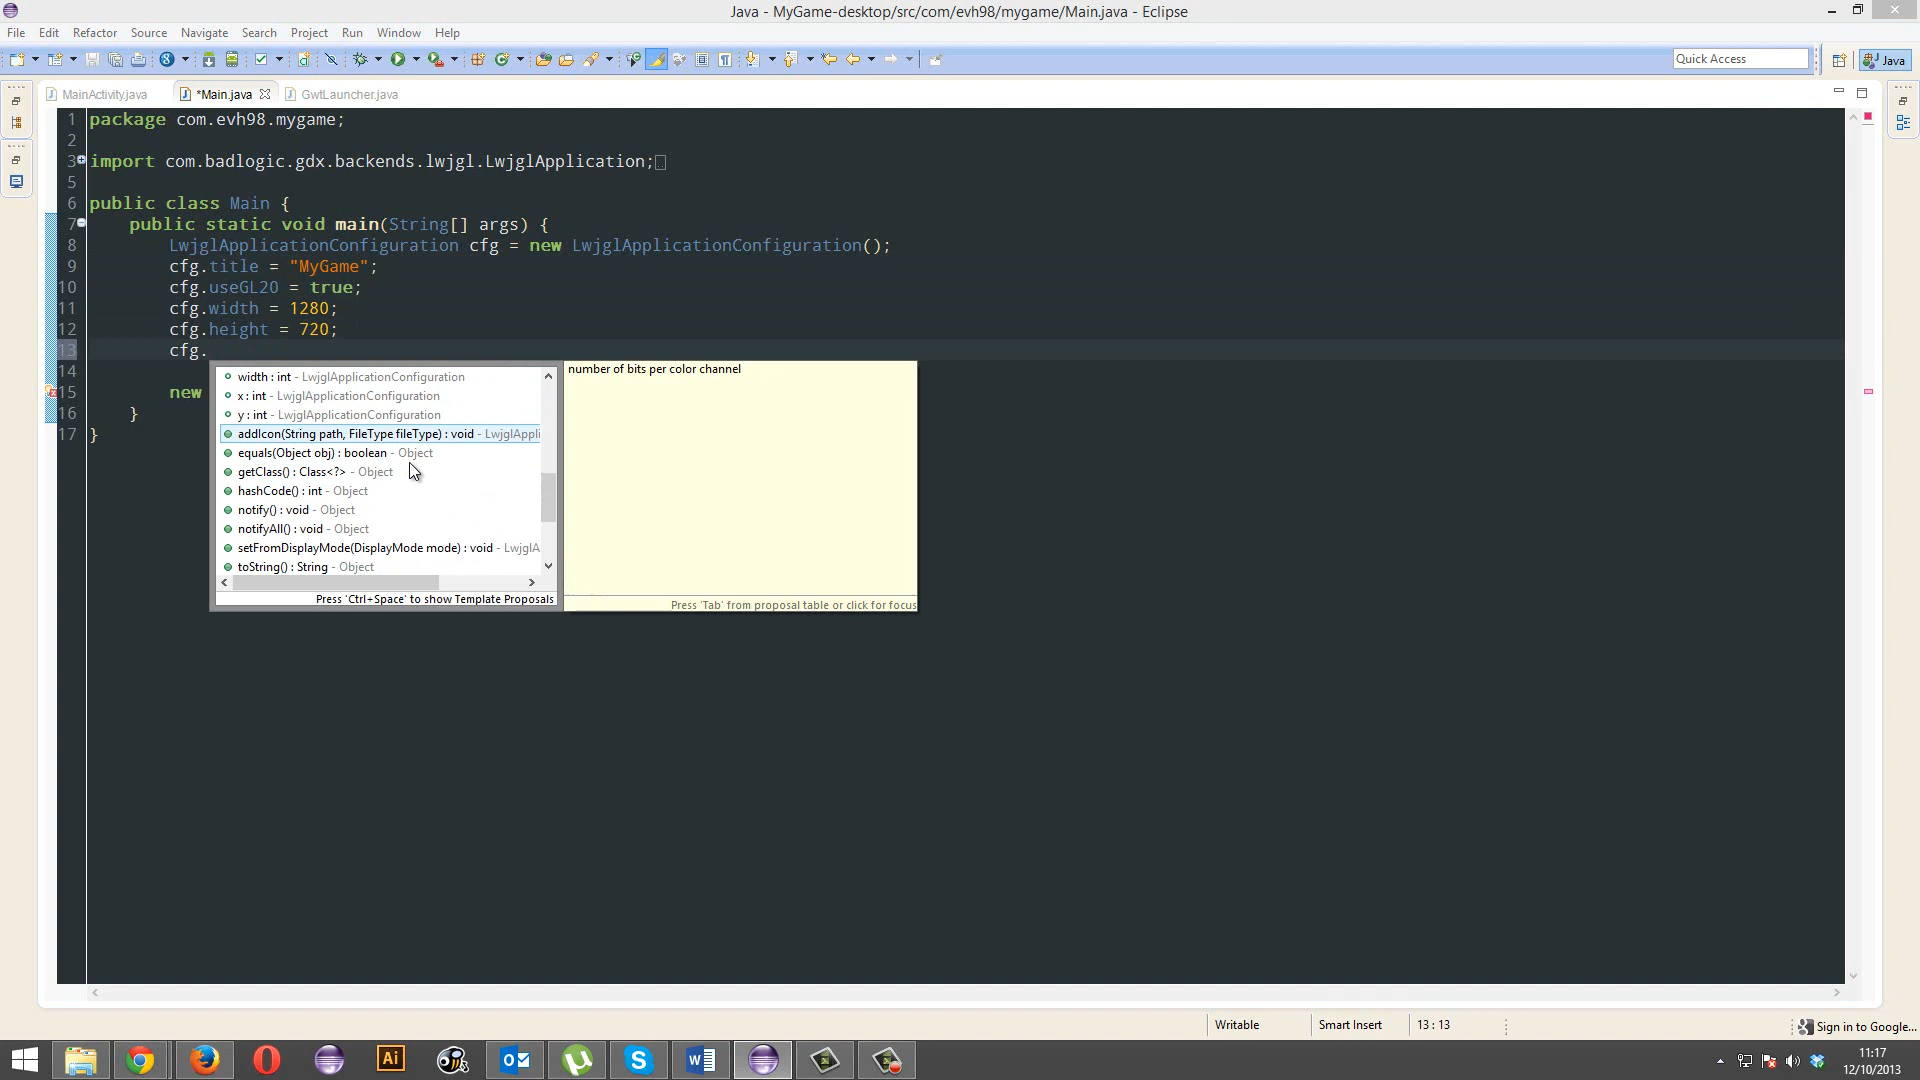 Java - MyGame-desktop/src/com/evh98/mygame/Main.java - Eclipse
File Edit Refactor Source Navigate Search Project Run Window Help
Quick Access
Java
MainActivity.java *Main.java GwtLauncher.java
1 package com.evh98.mygame;
2
3 import com.badlogic.gdx.backends.lwjgl.LwjglApplication;
5
6 public class Main {
7 public static void main(String[] args) {
8 LwjglApplicationConfiguration cfg = new LwjglApplicationConfiguration();
9 cfg.title = "MyGame";
10 cfg.useGL20 = true;
11 cfg.width = 1280;
12 cfg.height = 720;
13 cfg.
14
15 new
16 }
17 }
width : int - LwjglApplicationConfiguration
x : int - LwjglApplicationConfiguration
y : int - LwjglApplicationConfiguration
addIcon(String path, FileType fileType) : void - LwjglAppli
equals(Object obj) : boolean - Object
getClass() : Class<?> - Object
hashCode() : int - Object
notify() : void - Object
notifyAll() : void - Object
setFromDisplayMode(DisplayMode mode) : void - LwjglA
toString() : String - Object
Press 'Ctrl+Space' to show Template Proposals
number of bits per color channel
Press 'Tab' from proposal table or click for focus
Writable Smart Insert 13 : 13
Sign in to Google...
Ai
11:17
12/10/2013